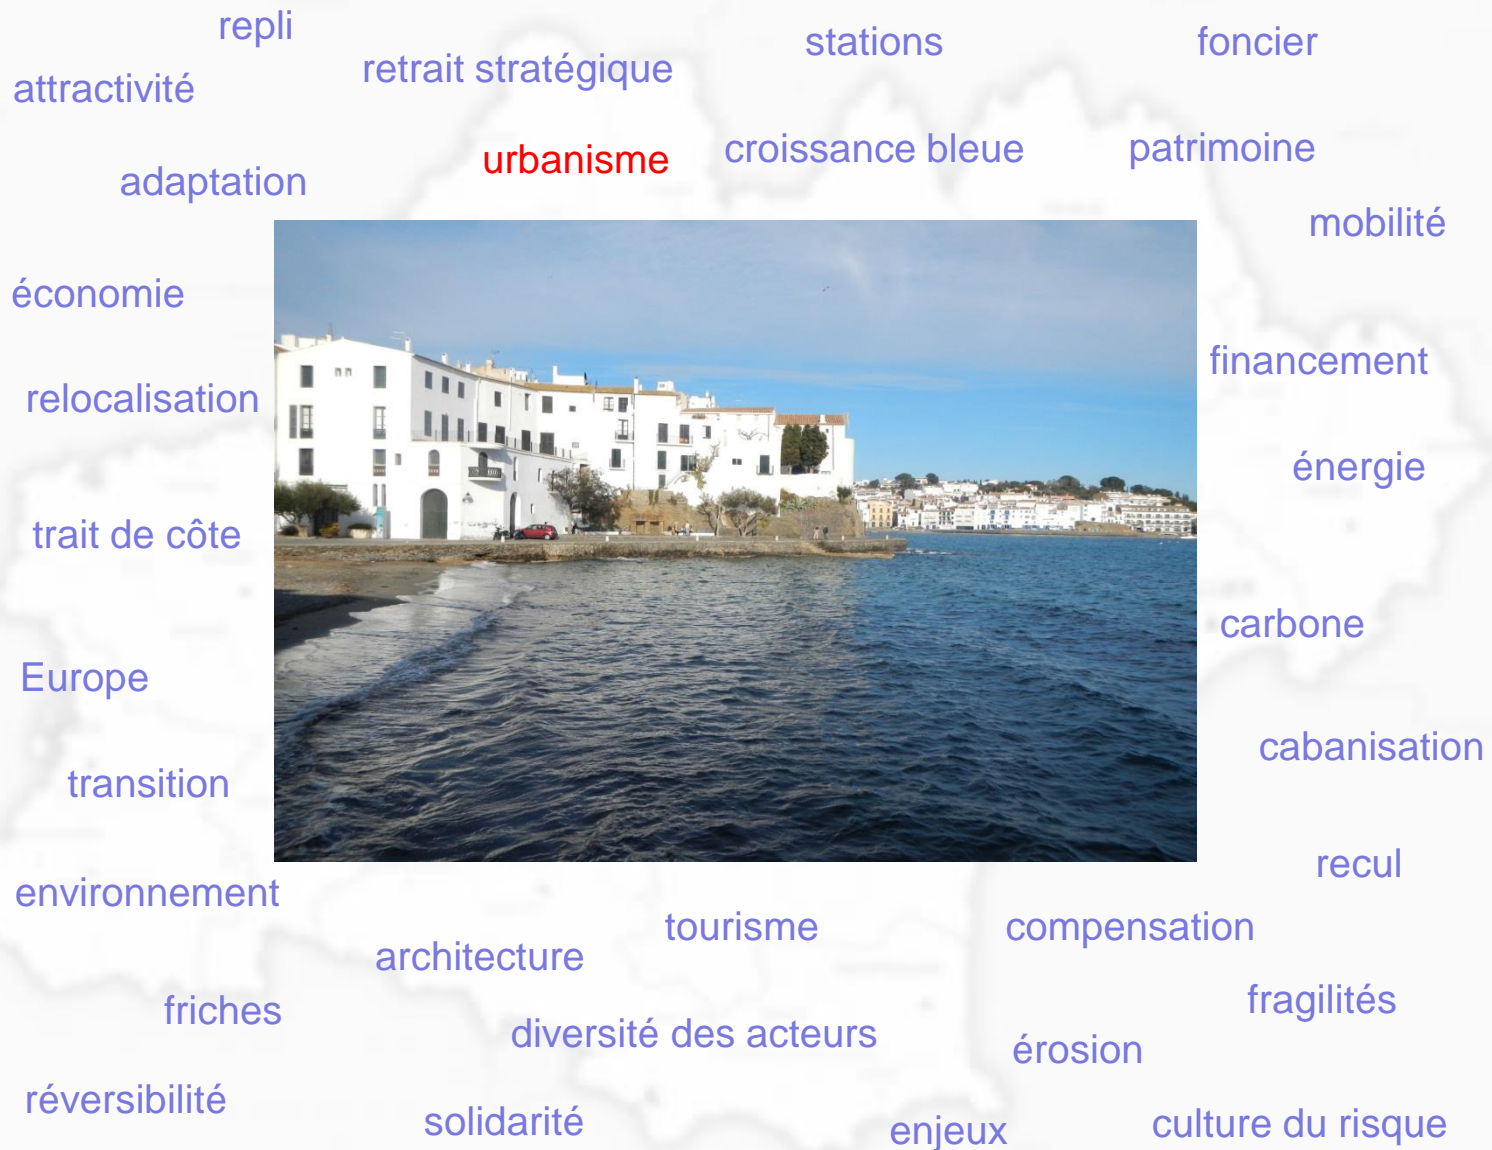 repli
stations
foncier
retrait stratégique
attractivité
urbanisme
croissance bleue
patrimoine
adaptation
mobilité
économie
financement
relocalisation
énergie
trait de côte
carbone
Europe
cabanisation
transition
recul
environnement
tourisme
compensation
architecture
fragilités
friches
diversité des acteurs
érosion
réversibilité
solidarité
enjeux
culture du risque